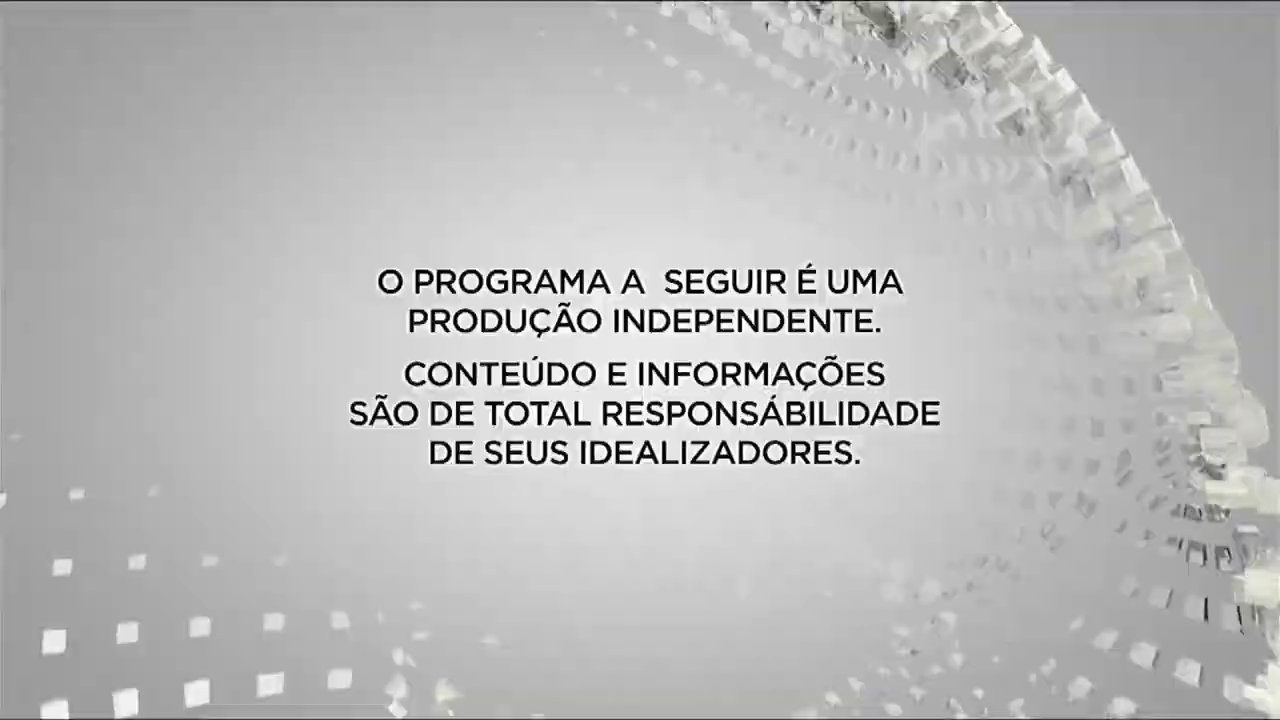 O PROGRAMA A  SEGUIR É UMA
PRODUÇÃO INDEPENDENTE.
CONTEÚDO E INFORMAÇÕES
SÃO DE TOTAL RESPONSÁBILIDADE
DE SEUS IDEALIZADORES.